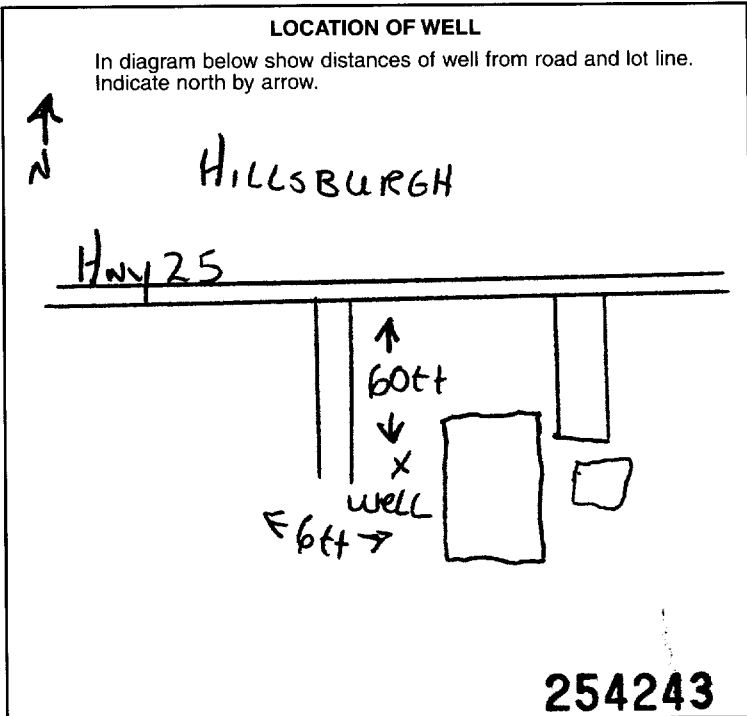 LOCATION OF WELL
In diagram below show distances of well from road and lot line.
Indicate north by arrow.
N
HILLSBURGH
Hwy 25
60ft
x
well
6ft
254243